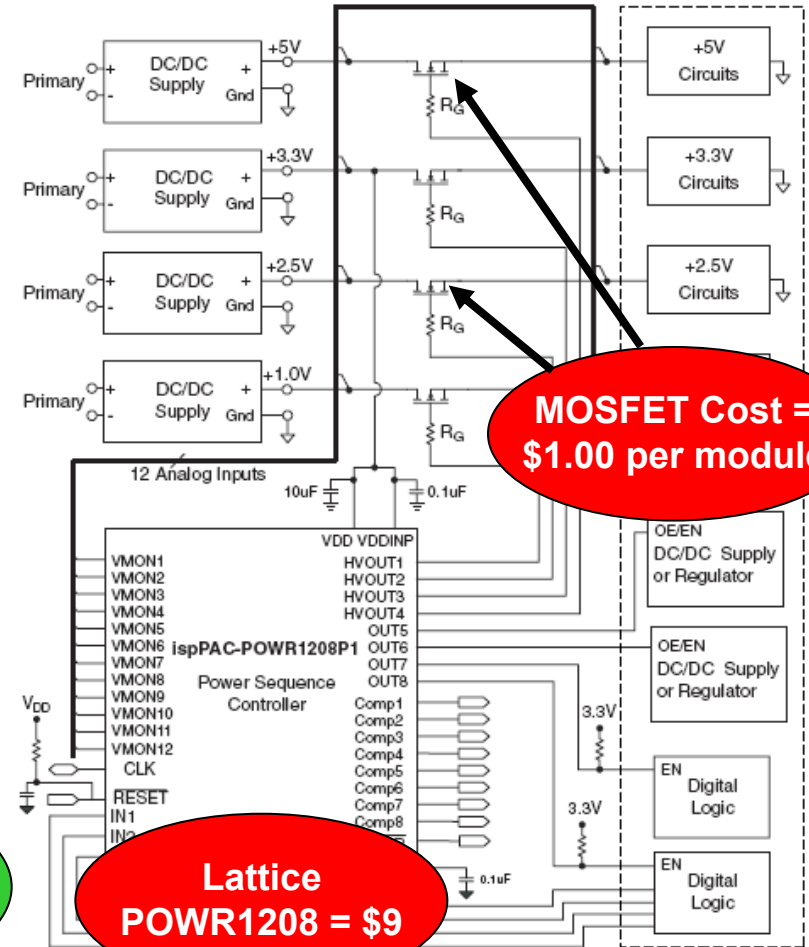 +5V
Primary
+
-
DC/DC
Supply
+
Gnd
RG
+5V
Circuits
+3.3V
Primary
+
-
DC/DC
Supply
+
Gnd
RG
+3.3V
Circuits
+2.5V
Primary
+
-
DC/DC
Supply
+
Gnd
RG
+2.5V
Circuits
+1.0V
Primary
+
-
DC/DC
Supply
+
Gnd
RG
MOSFET Cost =
$1.00 per module
12 Analog Inputs
10uF
0.1uF
VDD VDDINP
VMON1
VMON2
VMON3
VMON4
VMON5
VMON6
VMON7
VMON8
VMON9
VMON10
VMON11
VMON12
CLK
RESET
IN1
ispPAC-POWR1208P1
Power Sequence
Controller
HVOUT1
HVOUT2
HVOUT3
HVOUT4
OUT5
OUT6
OUT7
OUT8
Comp1
Comp2
Comp3
Comp4
Comp5
Comp6
Comp7
Comp8
VDD
0.1uF
OE/EN
DC/DC Supply
or Regulator
OE/EN
DC/DC Supply
or Regulator
3.3V
EN
Digital
Logic
3.3V
EN
Digital
Logic
Lattice
POWR1208 = $9